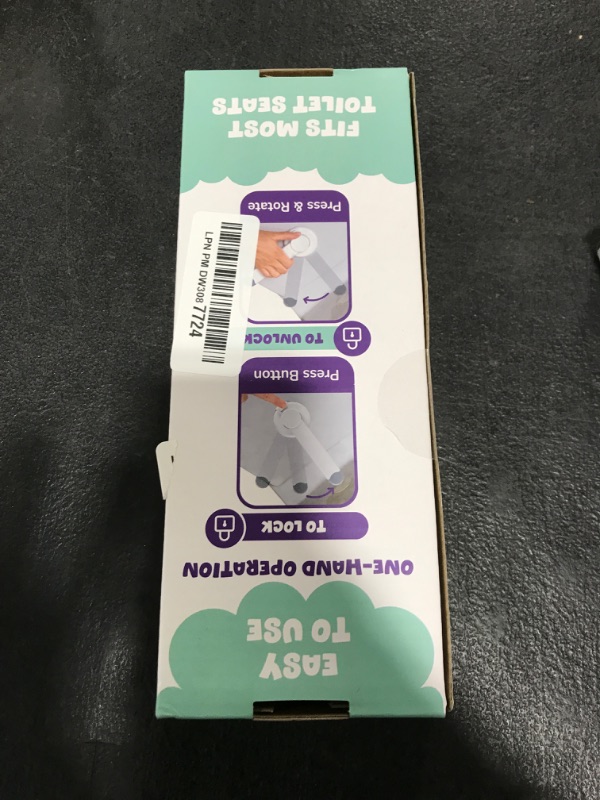 EASY
TO USE
ONE-HAND OPERATION
TO LOCK
Press Button
TO UNLOCK
Press & Rotate
FITS MOST
TOILET SEATS
LPN PM DW308 7724